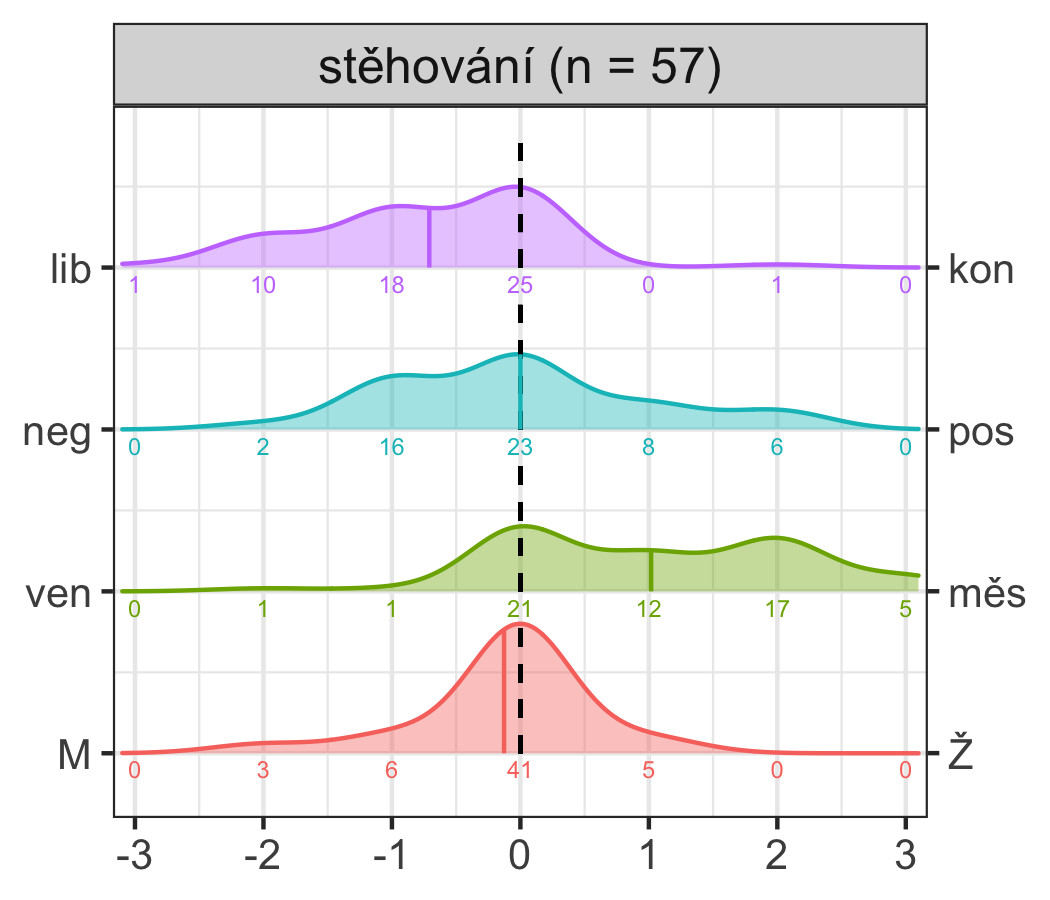 stěhování (n = 57)
lib kon
1 10 18 25 0 1 0
neg pos
0 2 16 23 8 6 0
ven měs
0 1 1 21 12 17 5
M Ž
0 3 6 41 5 0 0
-3 -2 -1 0 1 2 3